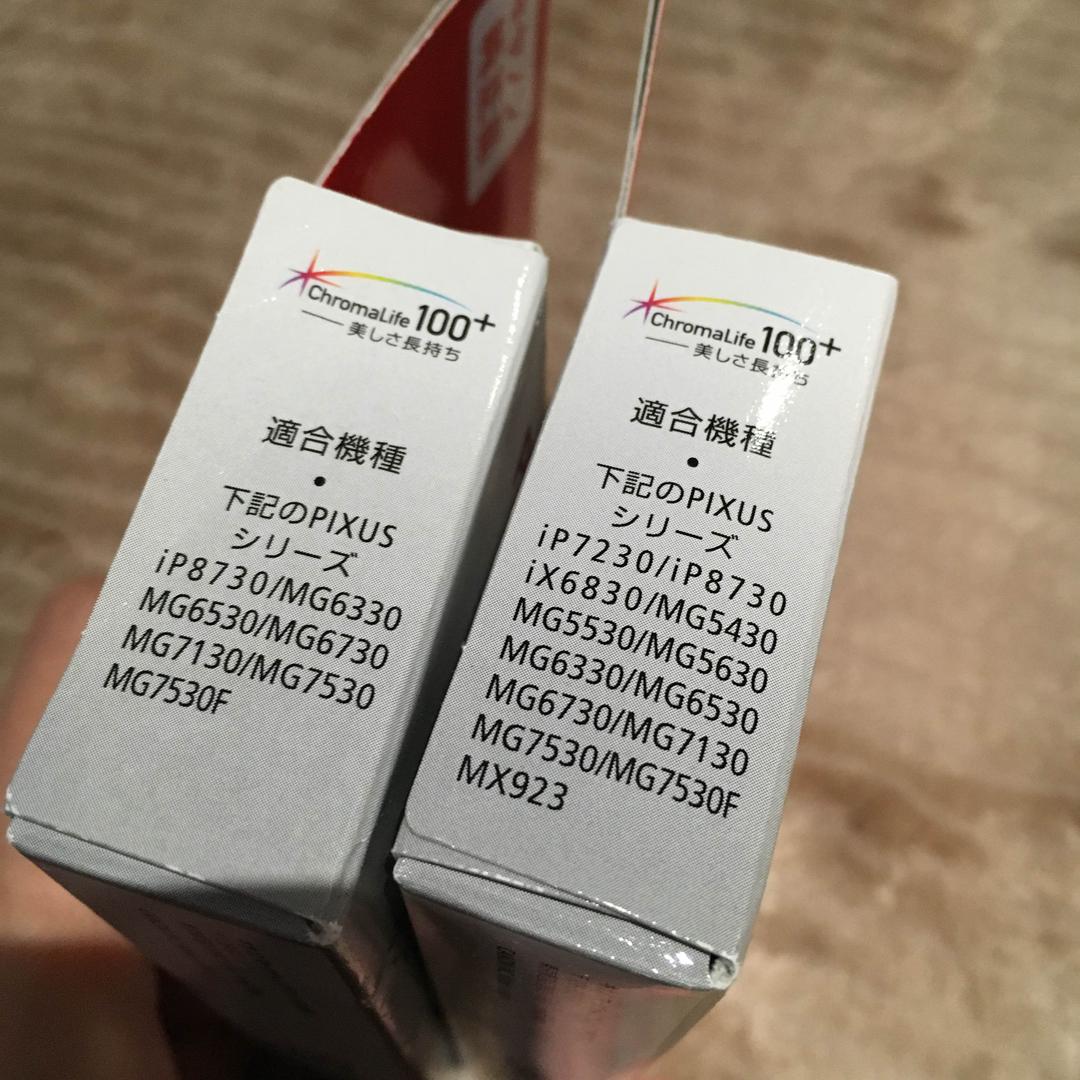 ChromaLife 100+
美しさ長持ち
適合機種
●
下記のPIXUS
シリーズ
iP8730/MG6330
MG6530/MG6730
MG7130/MG7530
MG7530F
ChromaLife 100+
美しさ長持ち
適合機種
●
下記のPIXUS
シリーズ
iP7230/iP8730
iX6830/MG5430
MG5530/MG5630
MG6330/MG6530
MG6730/MG7130
MG7530/MG7530F
MX923